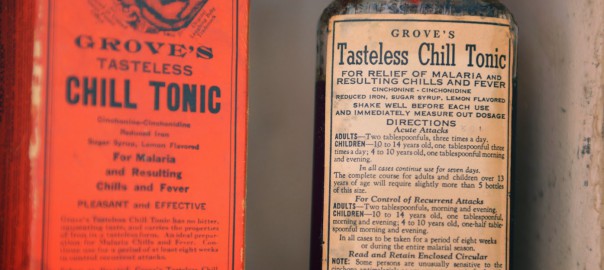 GROVE'S
TASTELESS
CHILL TONIC
Cinchonine-Cinchonidine
Reduced Iron
Sugar Syrup, Lemon Flavored
For Malaria
and Resulting
Chills and Fever
PLEASANT and EFFECTIVE
Grove's Tasteless Chill Tonic has no bitter,
GROVE'S
Tasteless Chill Tonic
FOR RELIEF OF MALARIA AND
RESULTING CHILLS AND FEVER
CINCHONINE - CINCHONIDINE
REDUCED IRON, SUGAR SYRUP, LEMON FLAVORED
SHAKE WELL BEFORE EACH USE
AND IMMEDIATELY MEASURE OUT DOSAGE
DIRECTIONS
Acute Attacks
ADULTS—Two tablespoonfuls, three times a day.
CHILDREN—10 to 14 years old, one tablespoonful three
times a day; 4 to 10 years old, one tablespoonful morning
and evening.
In all cases continue use for seven days.
The complete course for adults and children over 13
years of age will require slightly more than 5 bottles
of this size.
For Control of Recurrent Attacks
ADULTS—Two tablespoonfuls, morning and evening.
CHILDREN—10 to 14 years old, one tablespoonful,
morning and evening; 4 to 10 years old, one-half table-
spoonful morning and evening.
In all cases to be taken for a period of eight weeks
or during the entire malarial season.
Read and Retain Enclosed Circular
NOTE: Some persons are unusually sensitive to the